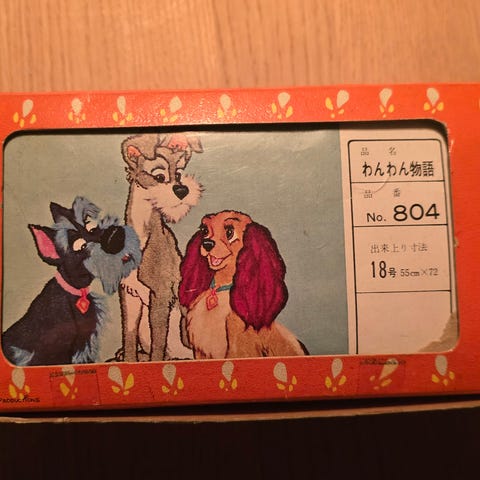 品名
わんわん物語
品番
No. 804
出来上り寸法
18号 55cm×72